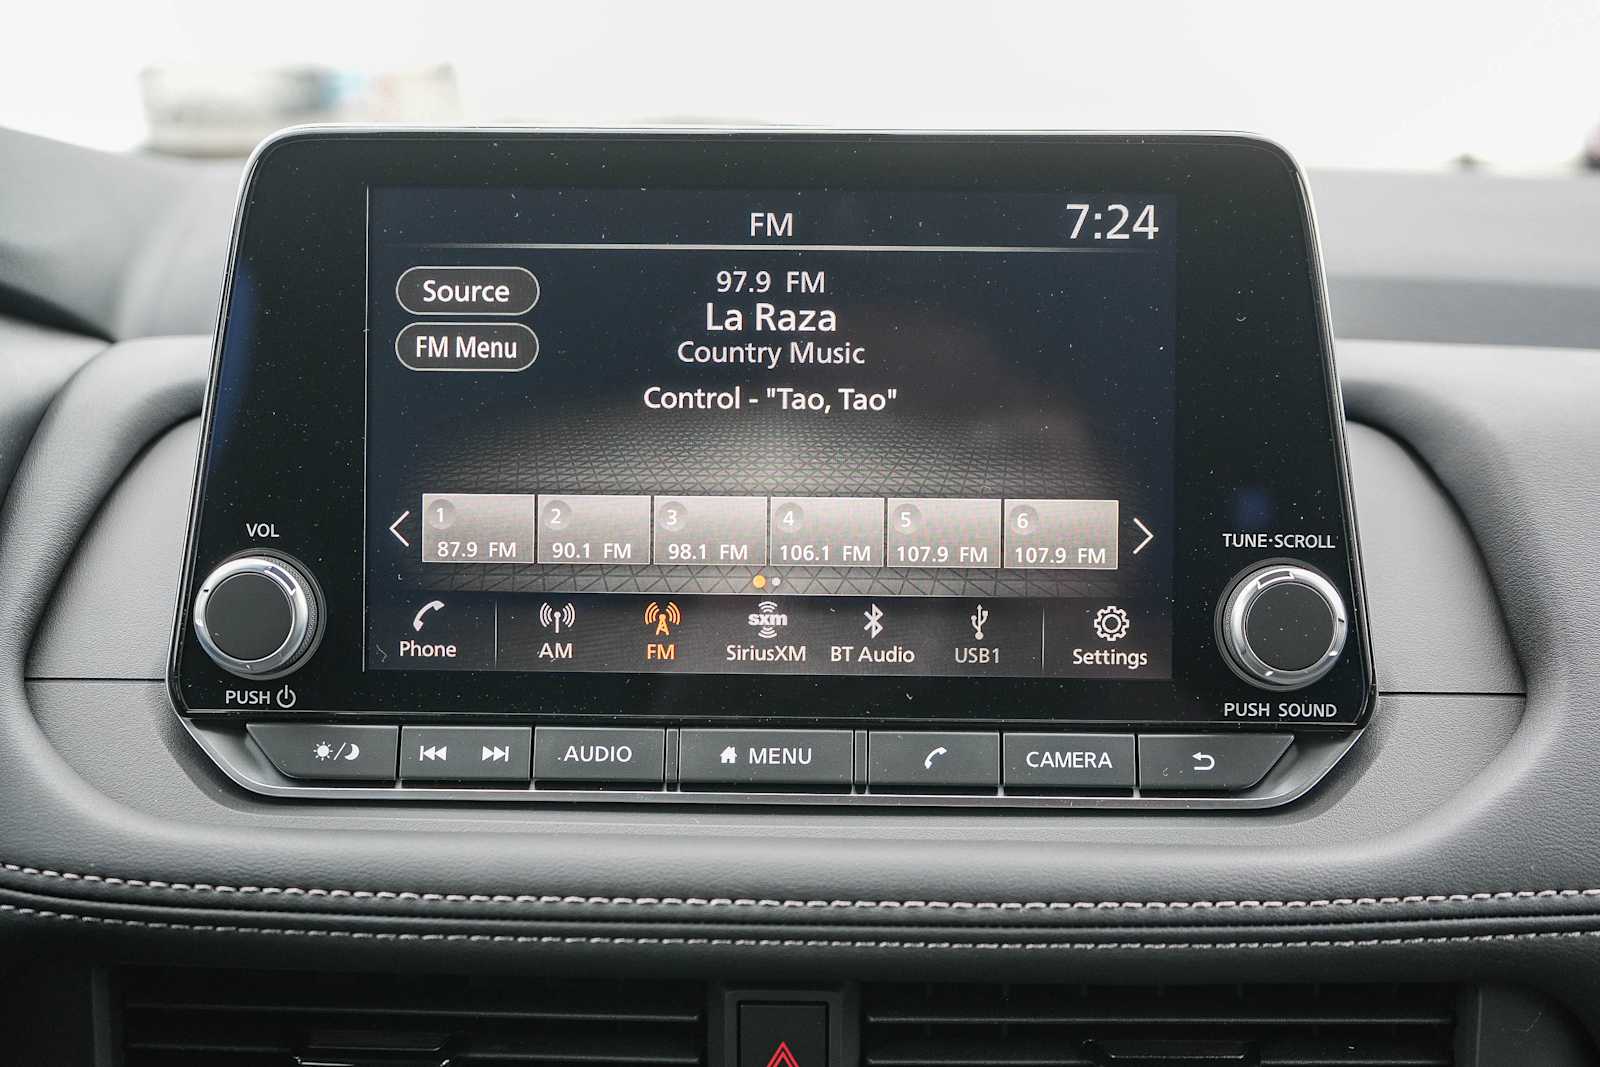 FM
7:24
Source
FM Menu
97.9 FM
La Raza
Country Music
Control - "Tao, Tao"
1
87.9 FM
2
90.1 FM
3
98.1 FM
4
106.1 FM
5
107.9 FM
6
107.9 FM
Phone
AM
FM
sxm
SiriusXM
BT Audio
USB1
Settings
VOL
PUSH
TUNE·SCROLL
PUSH SOUND
AUDIO
MENU
CAMERA